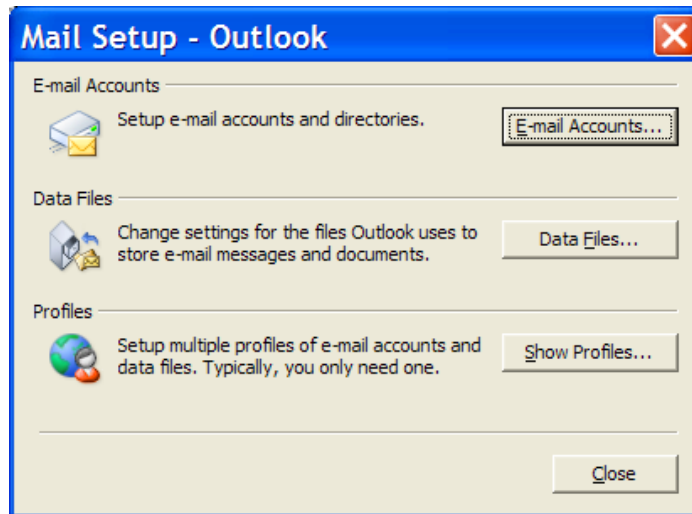 Mail Setup - Outlook
E-mail Accounts
Setup e-mail accounts and directories.
E-mail Accounts...
Data Files
Change settings for the files Outlook uses to
store e-mail messages and documents.
Data Files...
Profiles
Setup multiple profiles of e-mail accounts and
data files. Typically, you only need one.
Show Profiles...
Close